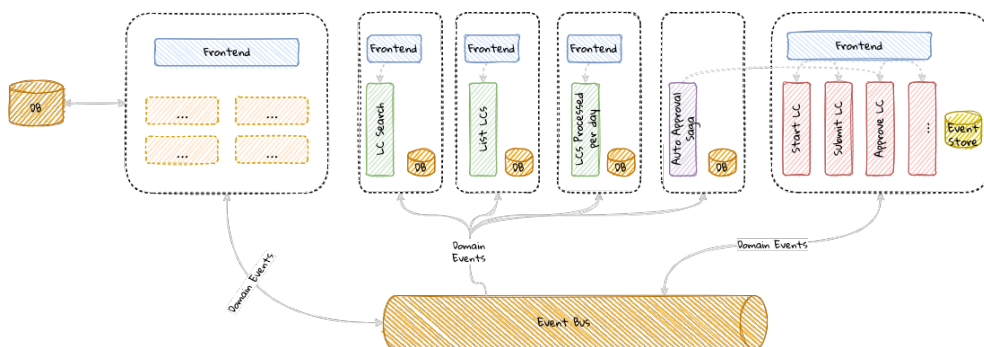 Frontend
DB
...
...
...
...
Frontend
LC Search
DB
Frontend
List LCs
DB
Frontend
LCs Processed
per day
DB
Auto Approval
Saga
DB
Frontend
Start LC
Submit LC
Approve LC
...
Event
Store
Domain Events
Domain
Events
Domain Events
Event Bus